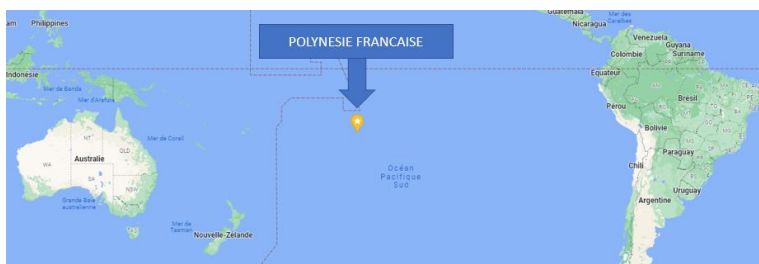 Guatemala
Mer des
Caraïbes
Philippines
Nicaragua
Venezuela
Guyana
POLYNESIE FRANCAISE
Colombie
Suriname
Indonésie
Équateur
Mer de Banda
Mer d'Arafura
Pérou
Brésil
NT
QLD
Mer de Corail
Bolivie
Australie
WA
Océan
Pacifique
Sud
Paraguay
SA
NSW
Chili
Grande Baie
australienne
Uruguay
Argentine
Mer de
Tasman
Nouvelle-Zélande